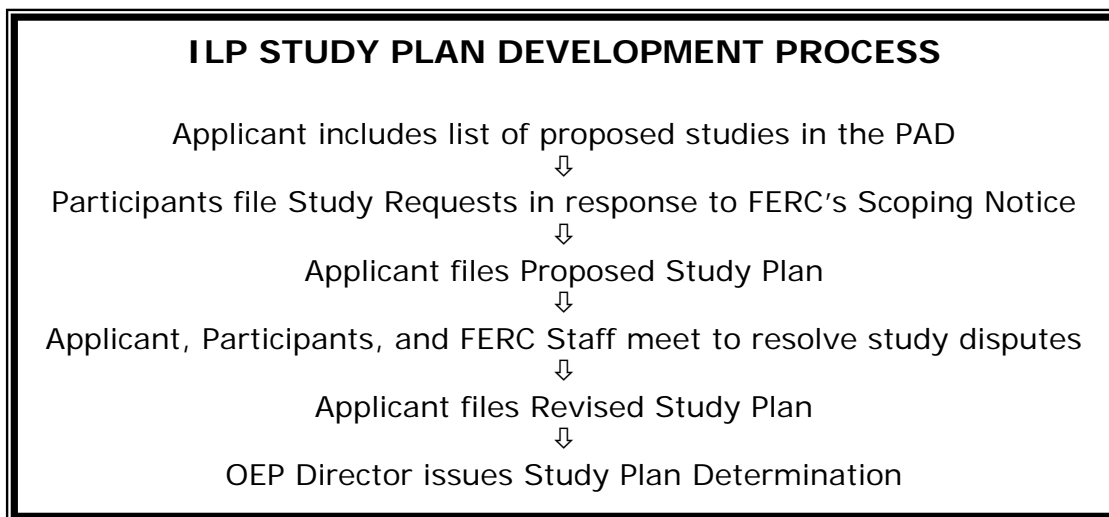 ILP STUDY PLAN DEVELOPMENT PROCESS
Applicant includes list of proposed studies in the PAD
⇩
Participants file Study Requests in response to FERC’s Scoping Notice
⇩
Applicant files Proposed Study Plan
⇩
Applicant, Participants, and FERC Staff meet to resolve study disputes
⇩
Applicant files Revised Study Plan
⇩
OEP Director issues Study Plan Determination